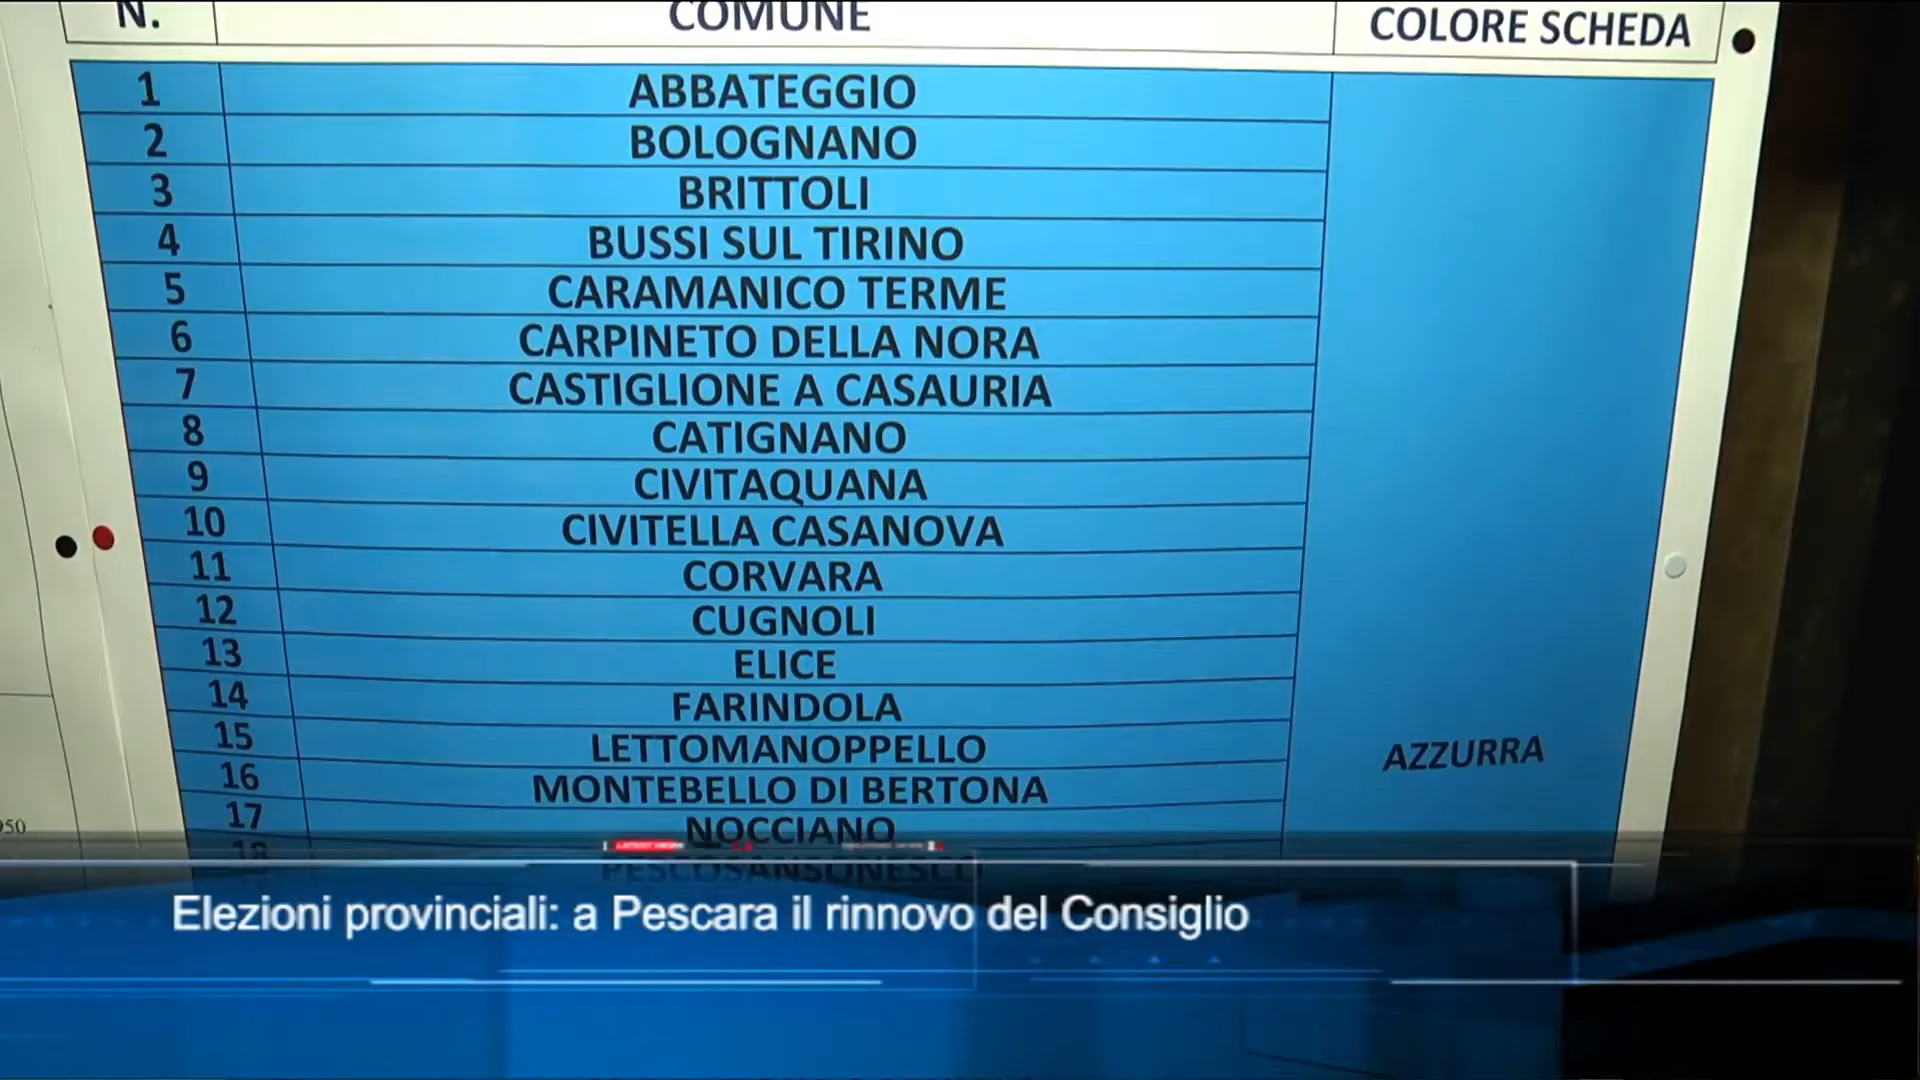 N. COMUNE COLORE SCHEDA
1 ABBATEGGIO
2 BOLOGNANO
3 BRITTOLI
4 BUSSI SUL TIRINO
5 CARAMANICO TERME
6 CARPINETO DELLA NORA
7 CASTIGLIONE A CASAURIA
8 CATIGNANO
9 CIVITAQUANA
10 CIVITELLA CASANOVA
11 CORVARA
12 CUGNOLI
13 ELICE
14 FARINDOLA
15 LETTOMANOPPELLO
AZZURRA
16 MONTEBELLO DI BERTONA
17 NOCCIANO
18 PESCOSANSONESCO
Elezioni provinciali: a Pescara il rinnovo del Consiglio